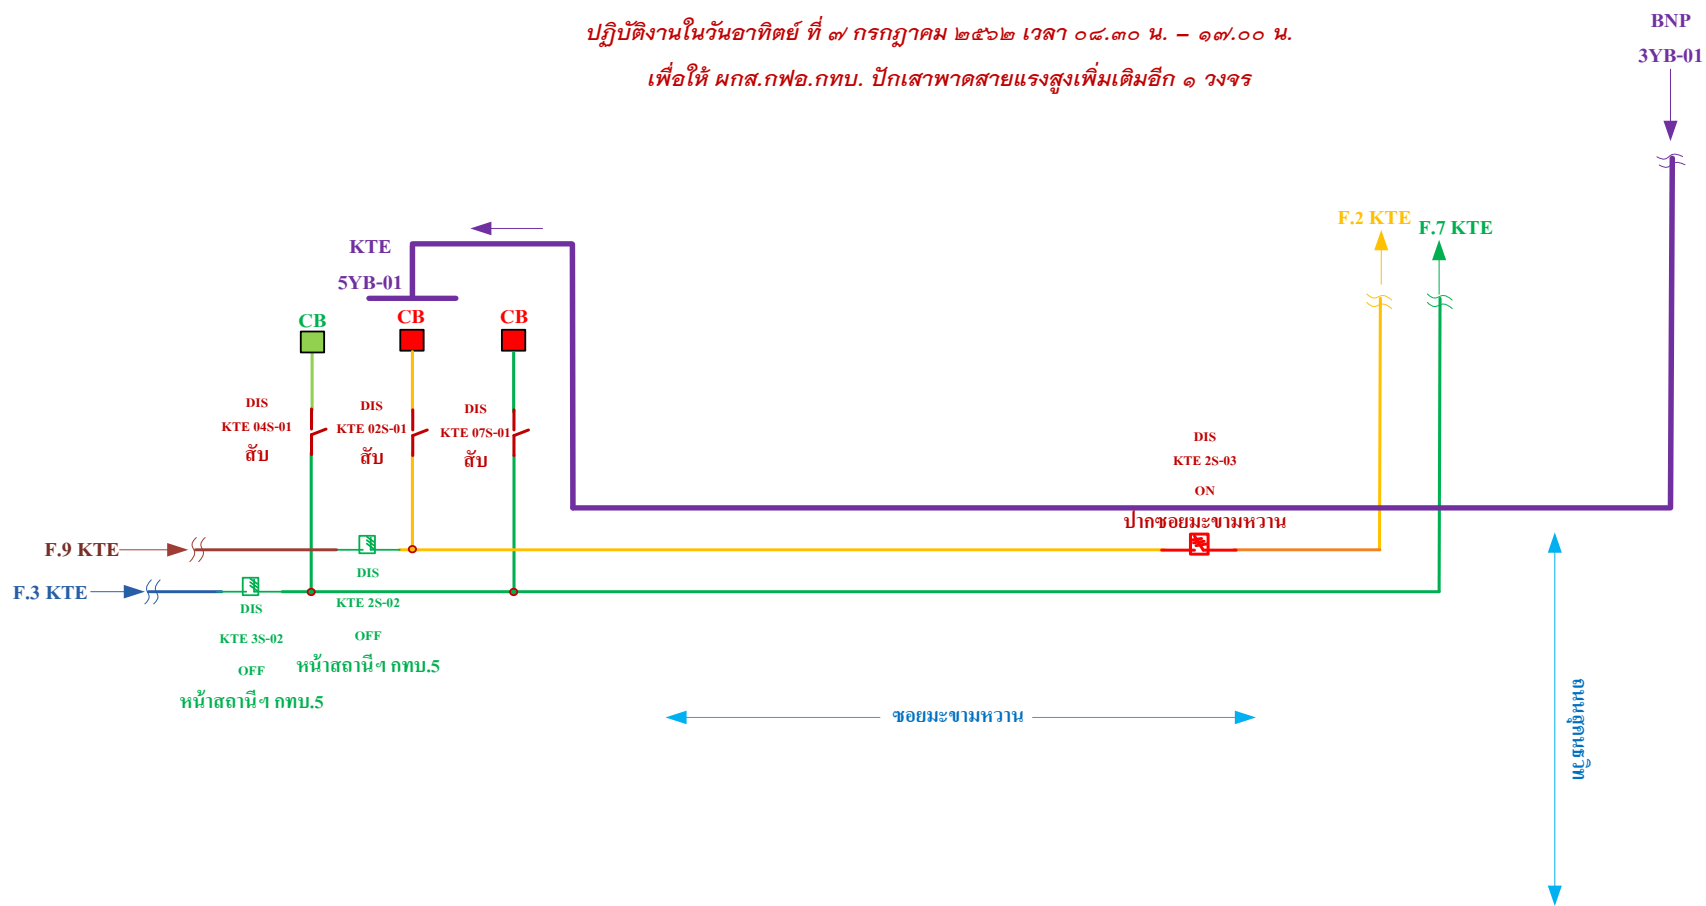 ปฏิบัติงานในวันอาทิตย์ ที่ ๗ กรกฎาคม ๒๕๖๒ เวลา ๐๘.๓๐ น. – ๑๗.๐๐ น.
เพื่อให้ ผกส.กฟอ.กทบ. ปักเสาพาดสายแรงสูงเพิ่มเติมอีก ๑ วงจร
BNP
3YB-01
F.2 KTE
F.7 KTE
KTE
5YB-01
CB
CB
CB
DIS
KTE 04S-01
สับ
DIS
KTE 02S-01
สับ
DIS
KTE 07S-01
สับ
DIS
KTE 2S-03
ON
ปากซอยมะขามหวาน
F.9 KTE
F.3 KTE
DIS
KTE 2S-02
OFF
หน้าสถานีฯ กทบ.5
DIS
KTE 3S-02
OFF
หน้าสถานีฯ กทบ.5
ซอยมะขามหวาน
ถนนสุขุมวิท